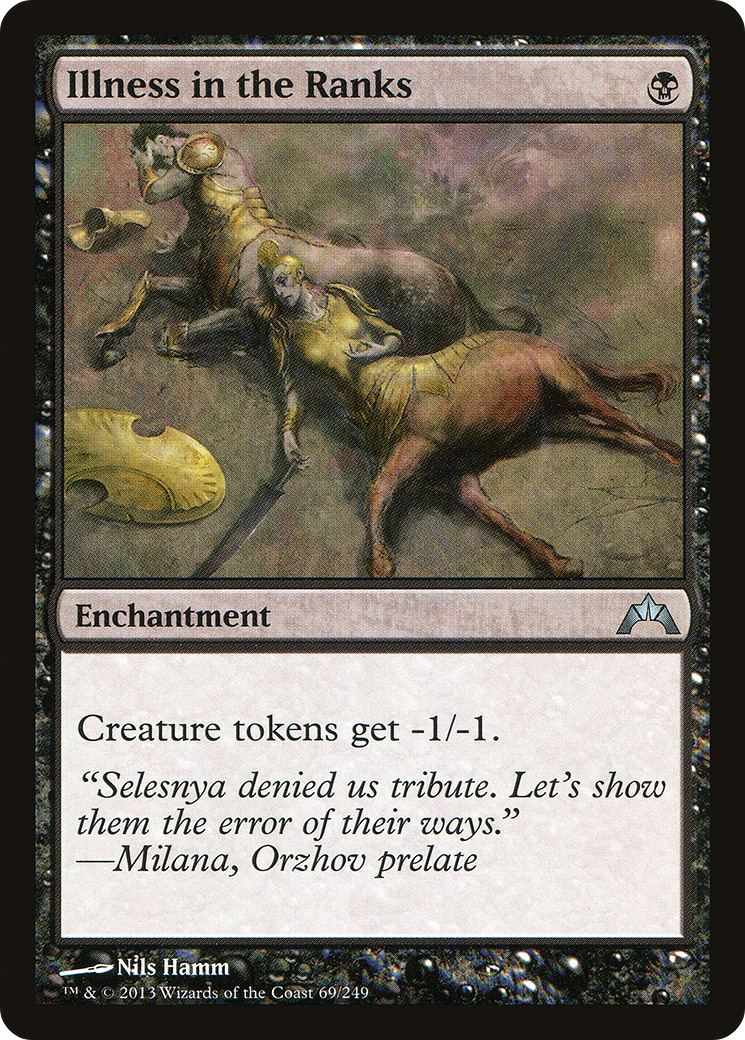 Illness in the Ranks
Enchantment
Creature tokens get -1/-1.
“Selesnya denied us tribute. Let’s show
them the error of their ways.”
—Milana, Orzhov prelate
Nils Hamm
™ & © 2013 Wizards of the Coast 69/249